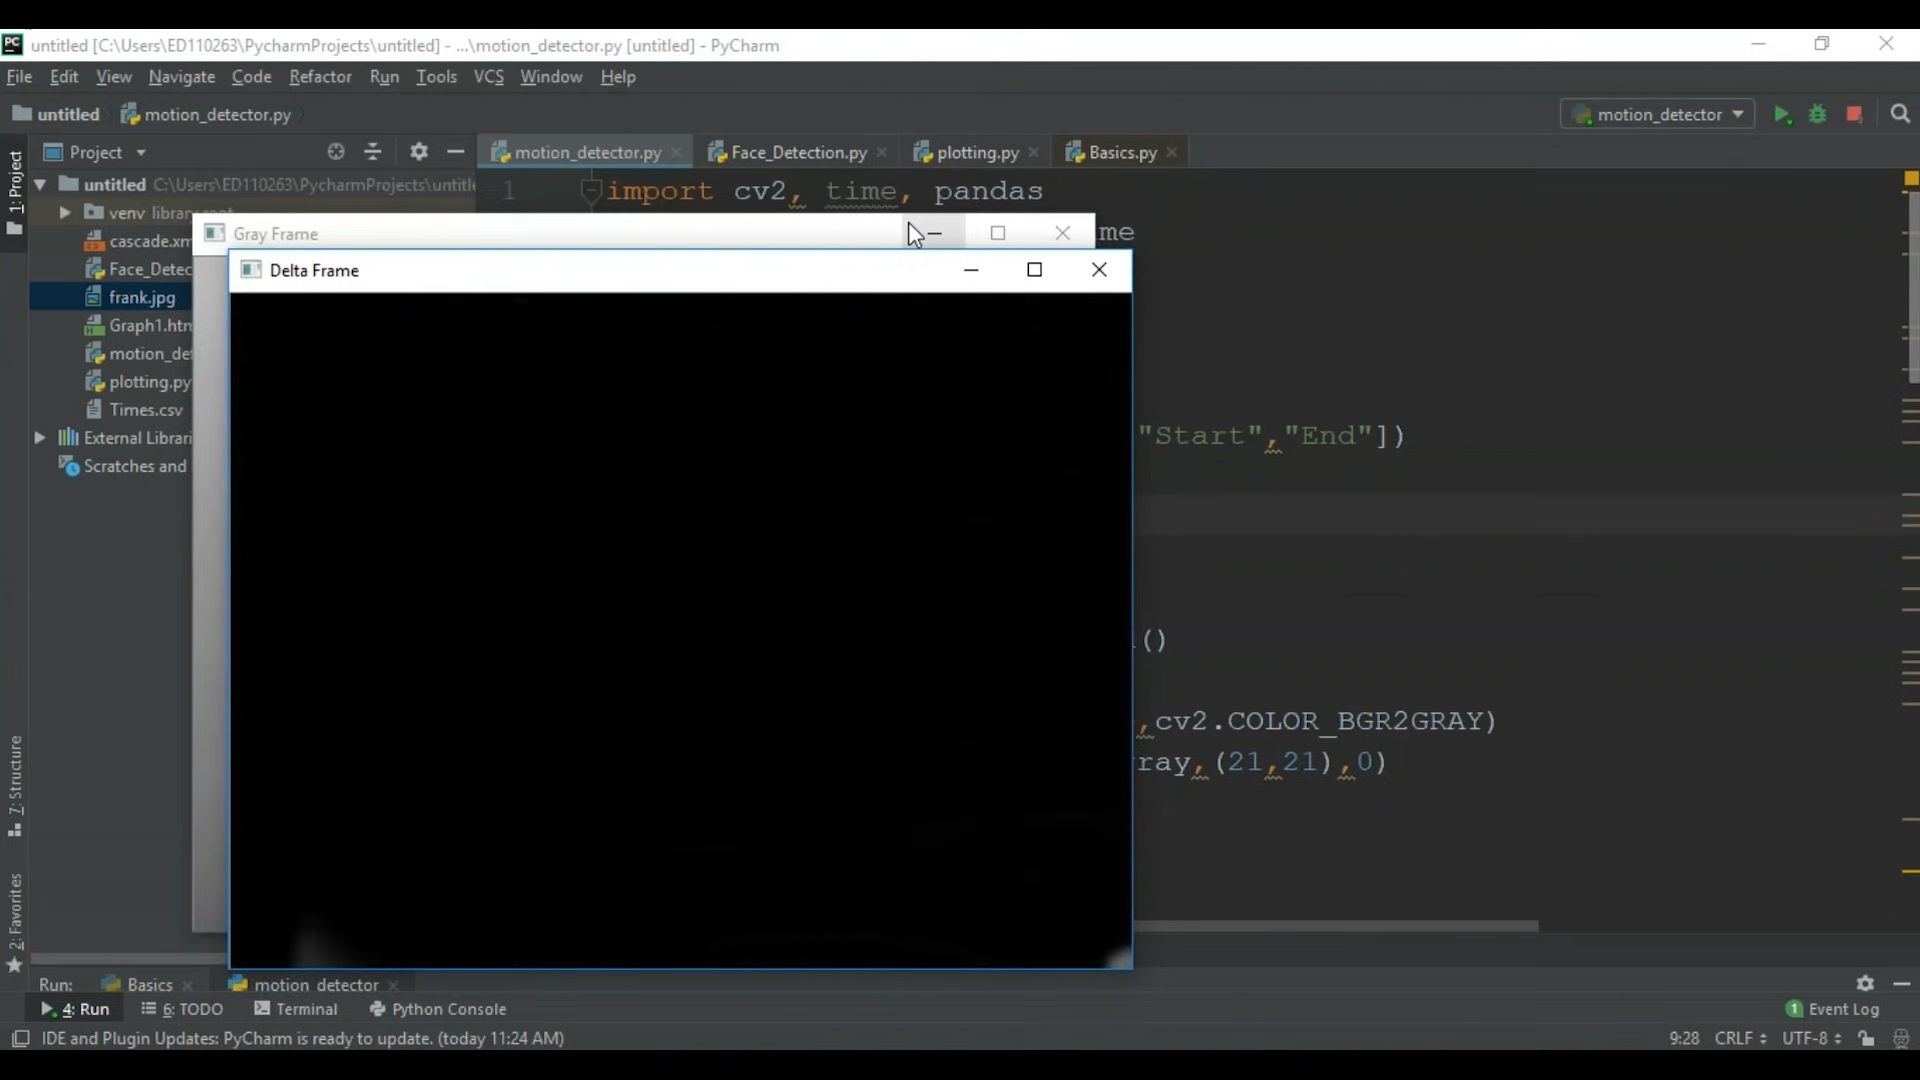 PC untitled [C:\Users\ED110263\PycharmProjects\untitled] - ...\motion_detector.py [untitled] - PyCharm
File Edit View Navigate Code Refactor Run Tools VCS Window Help
untitled motion_detector.py motion_detector
1: Project
Project motion_detector.py Face_Detection.py plotting.py Basics.py
untitled C:\Users\ED110263\PycharmProjects\untitl
1 import cv2, time, pandas
venv library root
Gray Frame
me
cascade.xm
Face_Detec
Delta Frame
frank.jpg
Graph1.htm
motion_de
plotting.py
Times.csv
"Start","End"])
External Librari
Scratches and
()
,cv2.COLOR_BGR2GRAY)
ray,(21,21),0)
7: Structure
2: Favorites
Run: Basics motion_detector
4: Run 6: TODO Terminal Python Console 1 Event Log
IDE and Plugin Updates: PyCharm is ready to update. (today 11:24 AM) 9:28 CRLF UTF-8